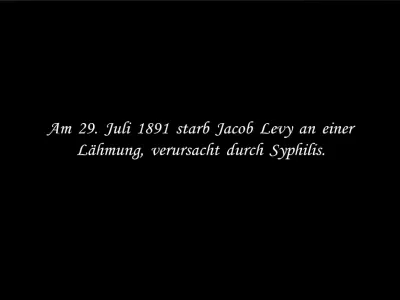 Am 29. Juli 1891 starb Jacob Levy an einer
Lähmung, verursacht durch Syphilis.